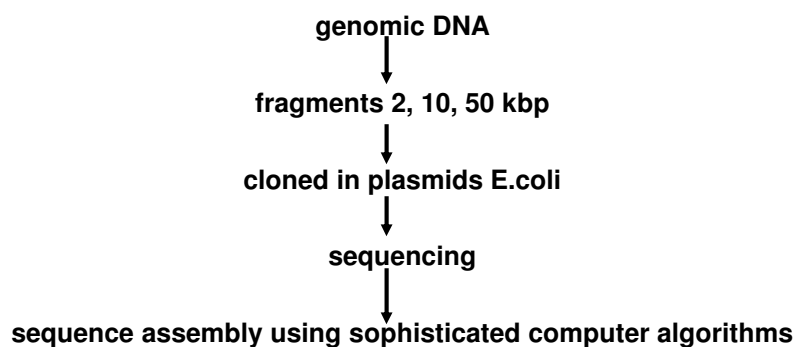 genomic DNA
fragments 2, 10, 50 kbp
cloned in plasmids E.coli
sequencing
sequence assembly using sophisticated computer algorithms